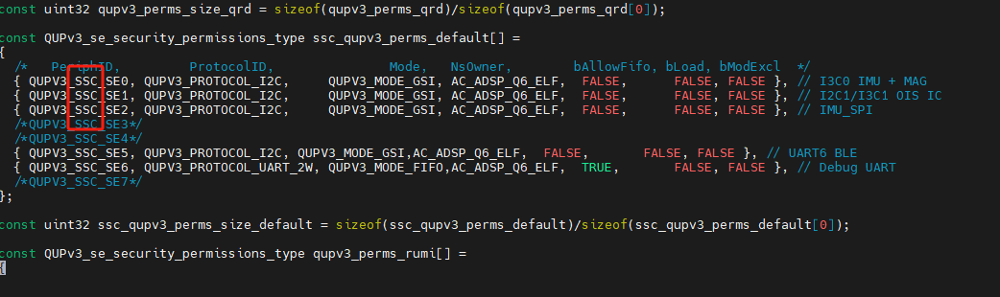 const uint32 qupv3_perms_size_qrd = sizeof(qupv3_perms_qrd)/sizeof(qupv3_perms_qrd[0]);
const QUPv3_se_security_permissions_type ssc_qupv3_perms_default[] =
{
/*   PeriphID,          ProtocolID,                 Mode,   NsOwner,           bAllowFifo, bLoad, bModExcl  */
{ QUPV3_SSC_SE0, QUPV3_PROTOCOL_I2C,      QUPV3_MODE_GSI, AC_ADSP_Q6_ELF,  FALSE,       FALSE, FALSE }, // I3C0 IMU + MAG
{ QUPV3_SSC_SE1, QUPV3_PROTOCOL_I2C,      QUPV3_MODE_GSI, AC_ADSP_Q6_ELF,  FALSE,       FALSE, FALSE }, // I2C1/I3C1 OIS IC
{ QUPV3_SSC_SE2, QUPV3_PROTOCOL_I2C,      QUPV3_MODE_GSI, AC_ADSP_Q6_ELF,  FALSE,       FALSE, FALSE }, // IMU_SPI
/*QUPV3_SSC_SE3*/
/*QUPV3_SSC_SE4*/
{ QUPV3_SSC_SE5, QUPV3_PROTOCOL_I2C, QUPV3_MODE_GSI,AC_ADSP_Q6_ELF,  FALSE,       FALSE, FALSE }, // UART6 BLE
{ QUPV3_SSC_SE6, QUPV3_PROTOCOL_UART_2W, QUPV3_MODE_FIFO,AC_ADSP_Q6_ELF,  TRUE,        FALSE, FALSE }, // Debug UART
/*QUPV3_SSC_SE7*/
};
const uint32 ssc_qupv3_perms_size_default = sizeof(ssc_qupv3_perms_default)/sizeof(ssc_qupv3_perms_default[0]);
const QUPv3_se_security_permissions_type qupv3_perms_rumi[] =
{